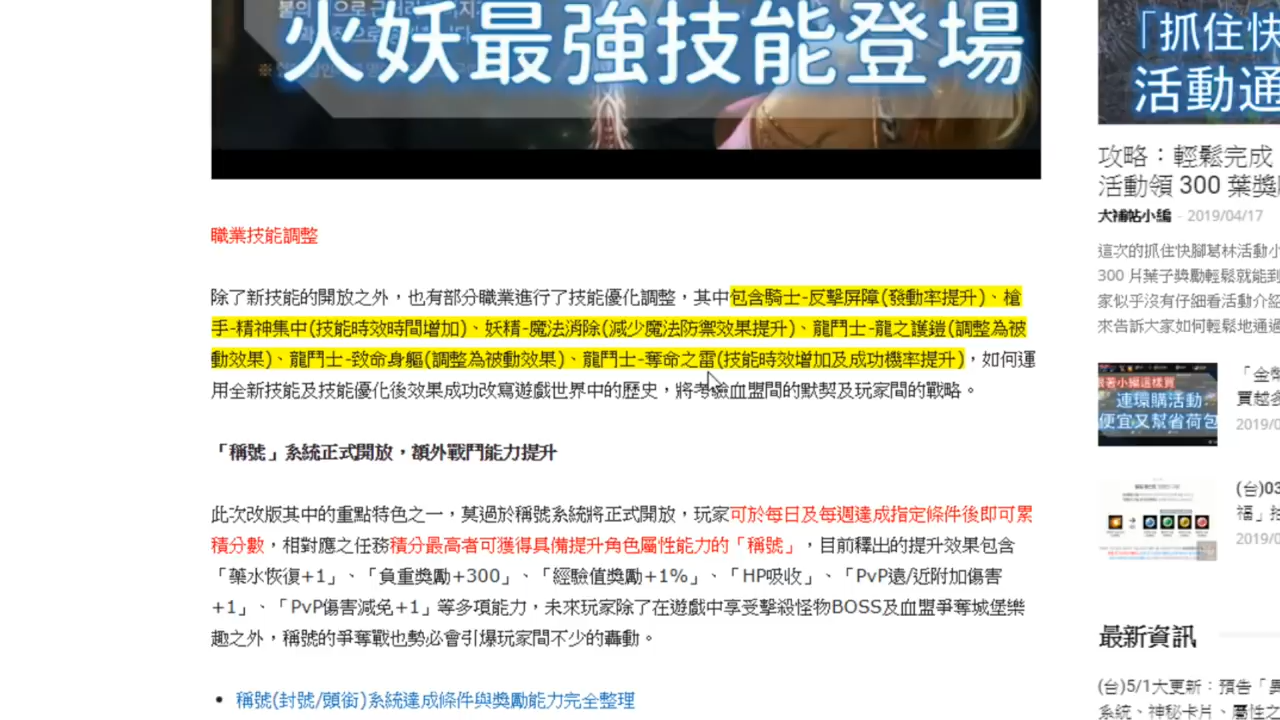 火妖最強技能登場
職業技能調整
除了新技能的開放之外，也有部分職業進行了技能優化調整，其中包含騎士-反擊屏障(發動率提升)、槍
手-精神集中(技能時效時間增加)、妖精-魔法消除(減少魔法防禦效果提升)、龍鬥士-龍之護鎧(調整為被
動效果)、龍鬥士-致命身軀(調整為被動效果)、龍鬥士-奪命之雷(技能時效增加及成功機率提升)，如何運
用全新技能及技能優化後效果成功改寫遊戲世界中的歷史，將考驗血盟間的默契及玩家間的戰略。
「稱號」系統正式開放，額外戰鬥能力提升
此次改版其中的重點特色之一，莫過於稱號系統將正式開放，玩家可於每日及每週達成指定條件後即可累
積分數，相對應之任務積分最高者可獲得具備提升角色屬性能力的「稱號」，目前釋出的提升效果包含
「藥水恢復+1」、「負重獎勵+300」、「經驗值獎勵+1%」、「HP吸收」、「PvP遠/近附加傷害
+1」、「PvP傷害減免+1」等多項能力，未來玩家除了在遊戲中享受擊殺怪物BOSS及血盟爭奪城堡樂
趣之外，稱號的爭奪戰也勢必會引爆玩家間不少的轟動。
• 稱號(封號/頭銜)系統達成條件與獎勵能力完全整理
「抓住快
活動通
攻略：輕鬆完成
活動領 300 葉獎
大補帖小編 - 2019/04/17
這次的抓住快腳葛林活動小
300 片葉子獎勵輕鬆就能到
家似乎沒有仔細看活動介紹
來告訴大家如何輕鬆地通過
著小編這樣買
連環購活動
便宜又幫省荷包
「金幣
買越多
2019/0
(台)03
福」
2019/0
最新資訊
(台)5/1大更新：預告「異
系統、神秘卡片、屬性之